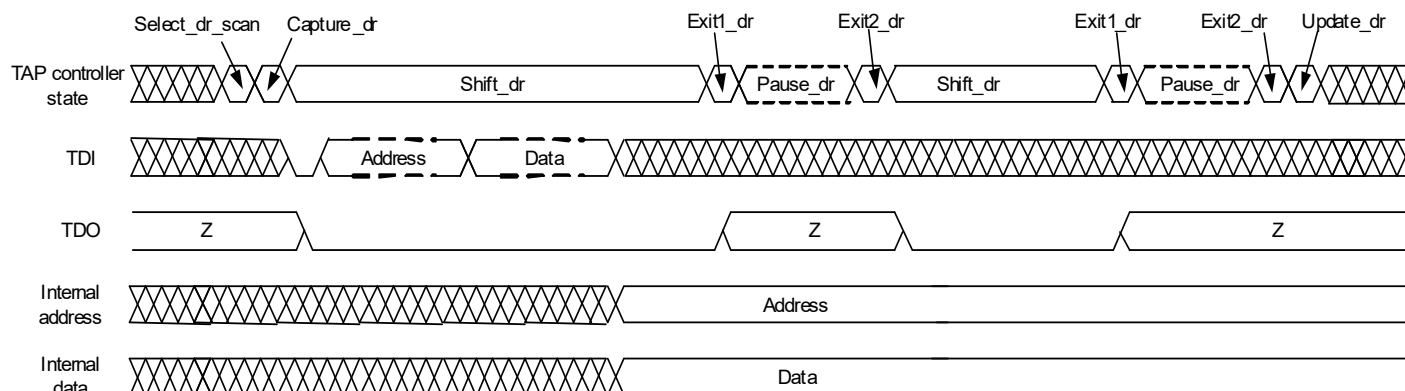 Select_dr_scan Capture_dr Exit1_dr Exit2_dr Exit1_dr Exit2_dr Update_dr
TAP controller
state
Shift_dr Pause_dr Shift_dr Pause_dr
TDI
Address Data
TDO
Z Z Z
Internal
address
Address
Internal
data
Data